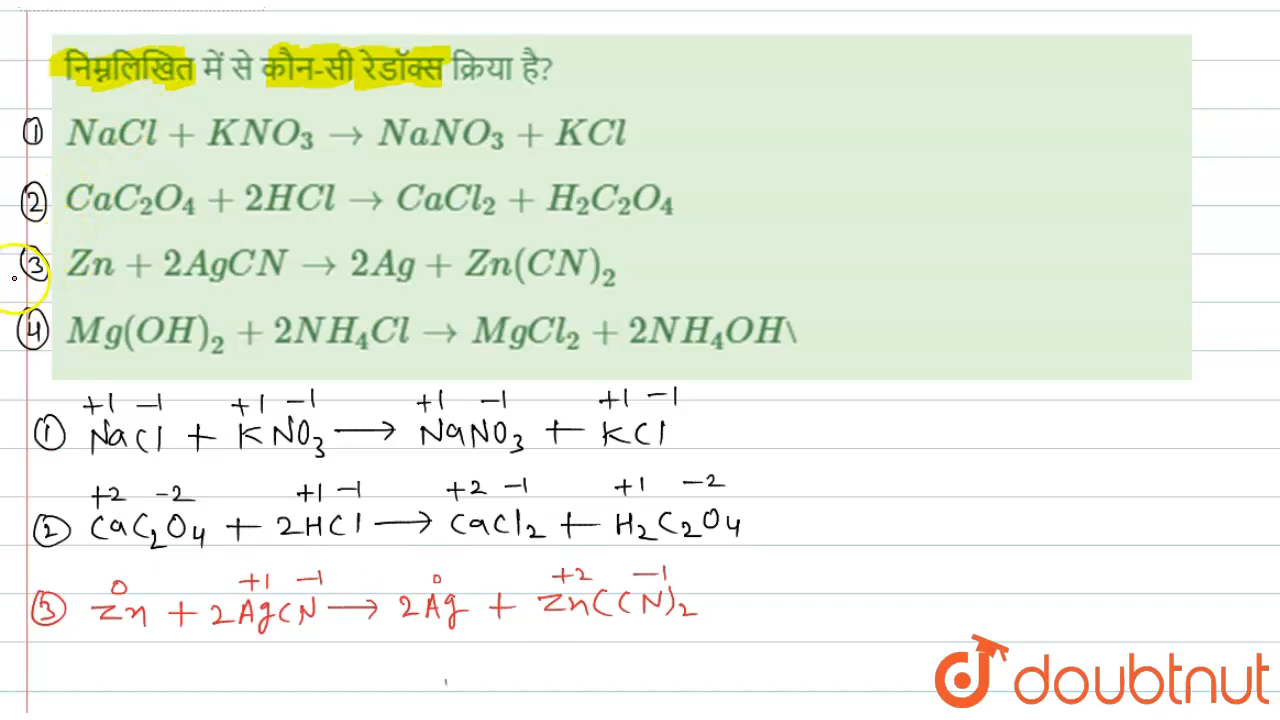 निम्नलिखित में से कौन-सी रेडॉक्स क्रिया है?
① NaCl + KNO₃ → NaNO₃ + KCl
② CaC₂O₄ + 2HCl → CaCl₂ + H₂C₂O₄
③ Zn + 2AgCN → 2Ag + Zn(CN)₂
④ Mg(OH)₂ + 2NH₄Cl → MgCl₂ + 2NH₄OH\
+1 -1 +1 -1 +1 -1 +1 -1
① NaCl + KNO₃ → NaNO₃ + KCl
+2 -2 +1 -1 +2 -1 +1 -2
② CaC₂O₄ + 2HCl → CaCl₂ + H₂C₂O₄
0 +1 -1 0 +2 -1
③ Zn + 2AgCN → 2Ag + Zn(CN)₂
doubtnut